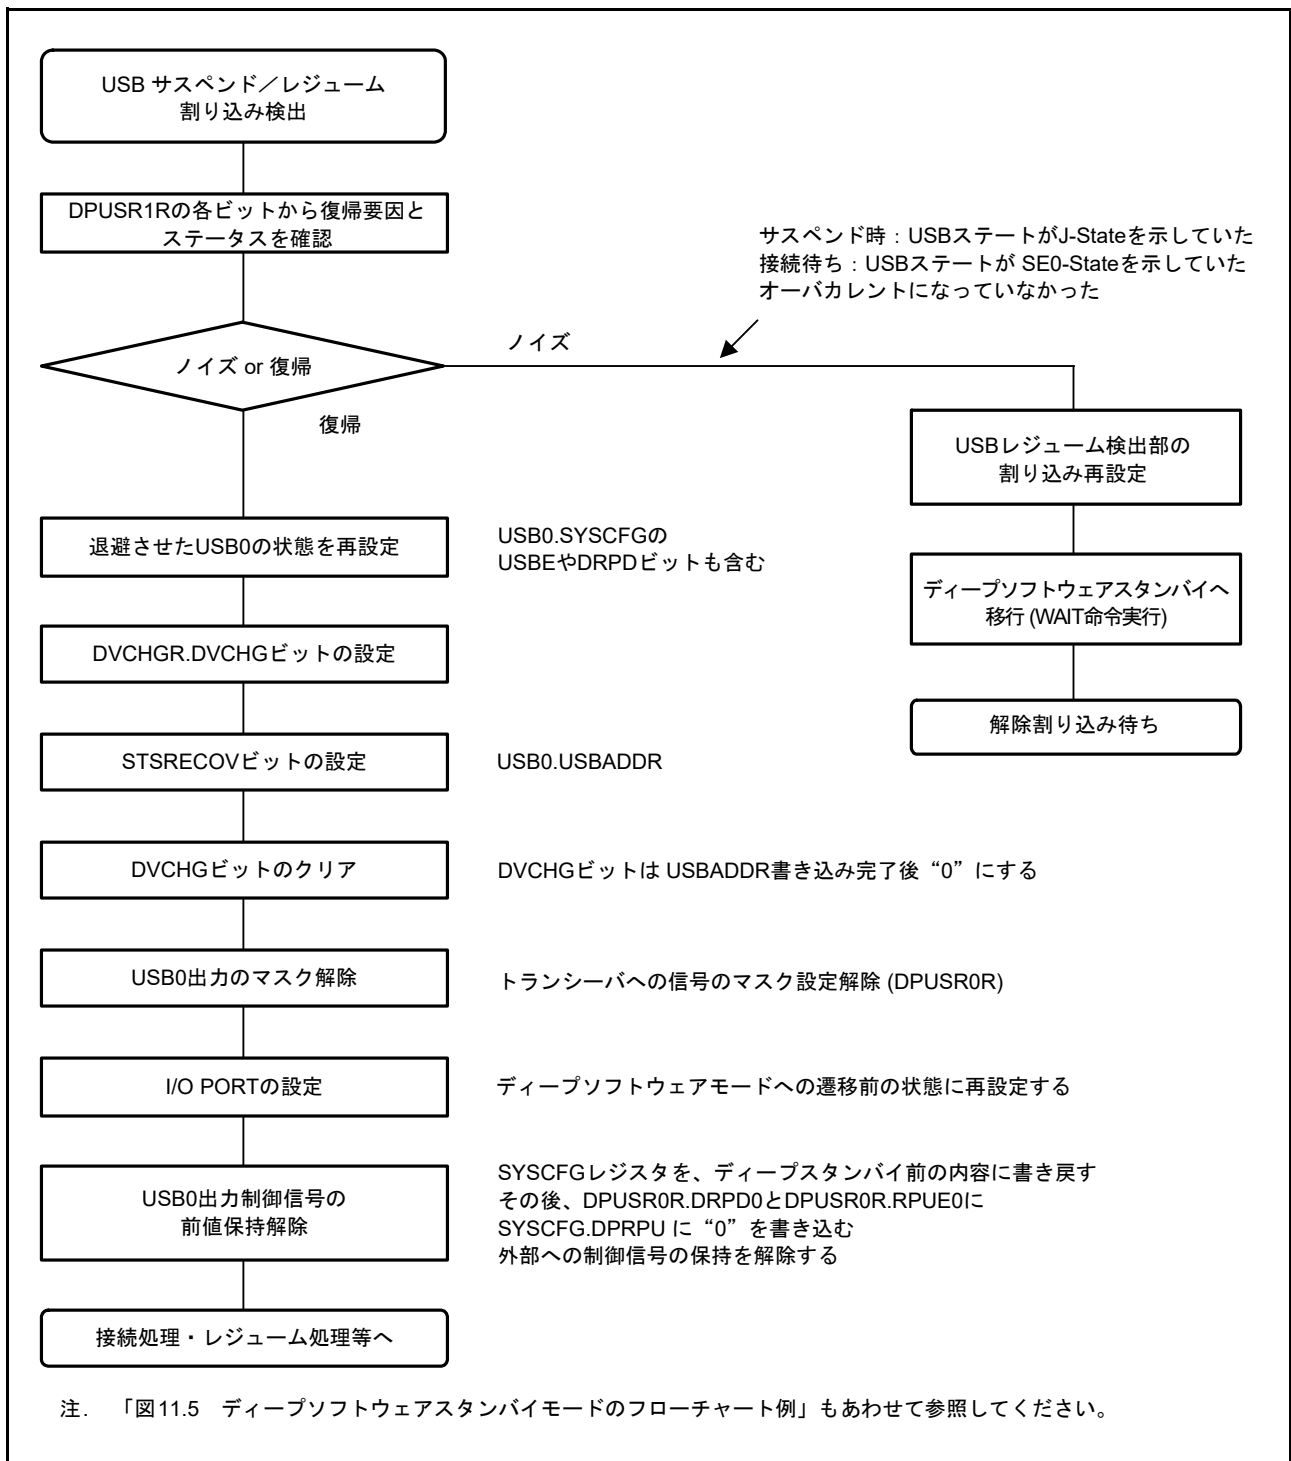 USB サスペンド／レジューム
割り込み検出
DPUSR1Rの各ビットから復帰要因と
ステータスを確認
サスペンド時：USBステートがJ-Stateを示していた
接続待ち：USBステートが SE0-Stateを示していた
オーバカレントになっていなかった
ノイズ or 復帰
ノイズ
復帰
USBレジューム検出部の
割り込み再設定
ディープソフトウェアスタンバイへ
移行 (WAIT命令実行)
解除割り込み待ち
退避させたUSB0の状態を再設定
USB0.SYSCFGの
USBEやDRPDビットも含む
DVCHGR.DVCHGビットの設定
STSRECOVビットの設定
USB0.USBADDR
DVCHGビットのクリア
DVCHGビットは USBADDR書き込み完了後“0”にする
USB0出力のマスク解除
トランシーバへの信号のマスク設定解除 (DPUSR0R)
I/O PORTの設定
ディープソフトウェアモードへの遷移前の状態に再設定する
USB0出力制御信号の
前値保持解除
SYSCFGレジスタを、ディープスタンバイ前の内容に書き戻す
その後、DPUSR0R.DRPD0とDPUSR0R.RPUE0に
SYSCFG.DPRPU に“0”を書き込む
外部への制御信号の保持を解除する
接続処理・レジューム処理等へ
注. 「図11.5 ディープソフトウェアスタンバイモードのフローチャート例」もあわせて参照してください。